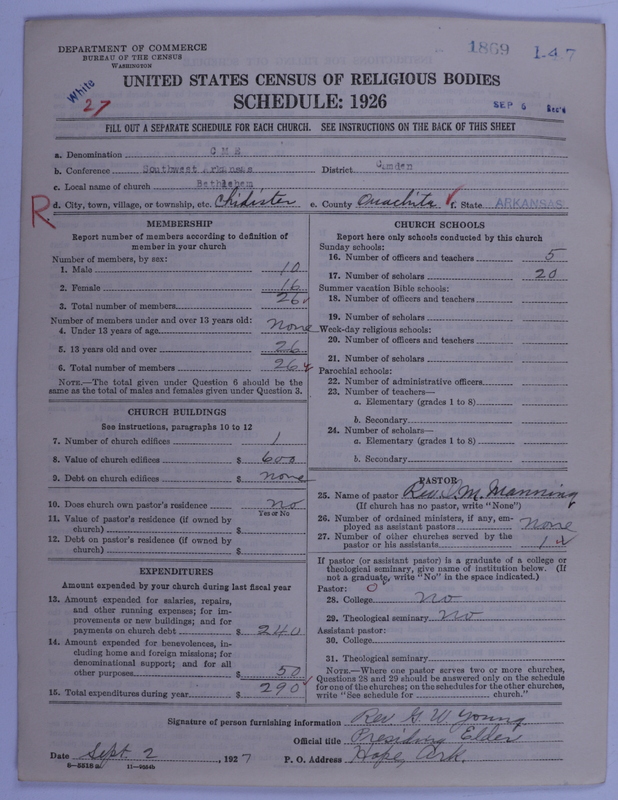 DEPARTMENT OF COMMERCE
BUREAU OF THE CENSUS
WASHINGTON
1869 147
White
27
UNITED STATES CENSUS OF RELIGIOUS BODIES
SCHEDULE: 1926
SEP 6 Rec'd
FILL OUT A SEPARATE SCHEDULE FOR EACH CHURCH. SEE INSTRUCTIONS ON THE BACK OF THIS SHEET
a. Denomination C M E
b. Conference Southwest Arkansas District Camden
c. Local name of church Bethleham
R. d. City, town, village, or township, etc. Chidister e. County Ouachita f. State ARKANSAS
MEMBERSHIP
Report number of members according to definition of
member in your church
Number of members, by sex:
1. Male 10
2. Female 16
3. Total number of members 26
Number of members under and over 13 years old:
4. Under 13 years of age None
5. 13 years old and over 26
6. Total number of members 26
NOTE.—The total given under Question 6 should be the
same as the total of males and females given under Question 3.
CHURCH BUILDINGS
See instructions, paragraphs 10 to 12
7. Number of church edifices 1
8. Value of church edifices $ 600
9. Debt on church edifices $ none
10. Does church own pastor's residence no
Yes or No
11. Value of pastor's residence (if owned by
church) $
12. Debt on pastor's residence (if owned by
church) $
EXPENDITURES
Amount expended by your church during last fiscal year
13. Amount expended for salaries, repairs,
and other running expenses; for im-
provements or new buildings; and for
payments on church debt $ 240
14. Amount expended for benevolences, in-
cluding home and foreign missions; for
denominational support; and for all
other purposes $ 50
15. Total expenditures during year $ 290
CHURCH SCHOOLS
Report here only schools conducted by this church
Sunday schools:
16. Number of officers and teachers 5
17. Number of scholars 20
Summer vacation Bible schools:
18. Number of officers and teachers
19. Number of scholars
Week-day religious schools:
20. Number of officers and teachers
21. Number of scholars
Parochial schools:
22. Number of administrative officers
23. Number of teachers—
a. Elementary (grades 1 to 8)
b. Secondary
24. Number of scholars—
a. Elementary (grades 1 to 8)
b. Secondary
PASTOR
25. Name of pastor Rev. M. Manning
(If church has no pastor, write "None")
26. Number of ordained ministers, if any, em-
ployed as assistant pastors none
27. Number of other churches served by the
pastor or his assistants 1
If pastor (or assistant pastor) is a graduate of a college or
theological seminary, give name of institution below. (If
not a graduate, write "No" in the space indicated.)
Pastor: 0
28. College no
29. Theological seminary no
Assistant pastor:
30. College
31. Theological seminary
NOTE.—Where one pastor serves two or more churches,
Questions 28 and 29 should be answered only on the schedule
for one of the churches; on the schedules for the other churches,
write "See schedule for church."
Signature of person furnishing information Rev. G W Young
Official title Presiding Elder
Date Sept. 2, 1927 P. O. Address Hope, Ark.
6—5518 a 11—9554b